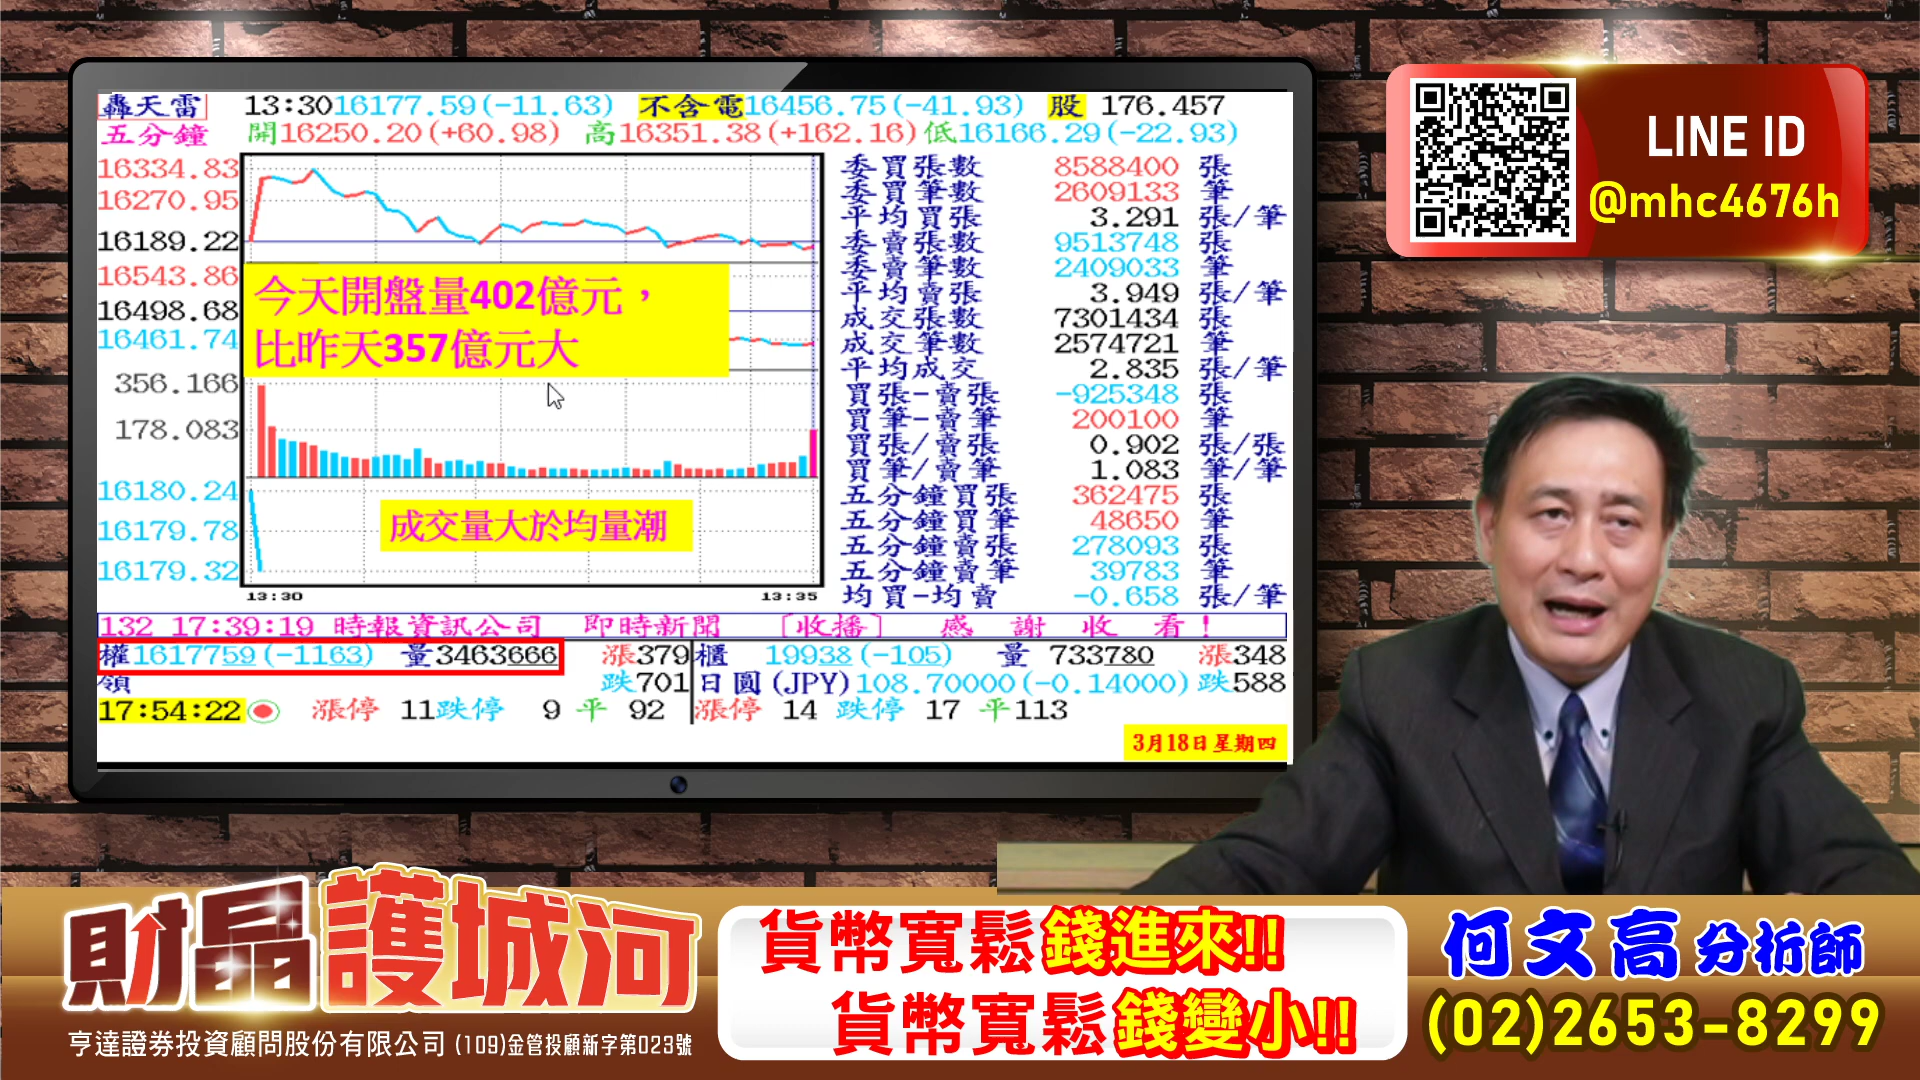 轟天雷 13:30 16177.59(-11.63) 不含電 16456.75(-41.93) 股 176.457
五分鐘 開16250.20(+60.98) 高16351.38(+162.16) 低16166.29(-22.93)
16334.83
16270.95
16189.22
16543.86
16498.68
16461.74
356.166
178.083
16180.24
16179.78
16179.32
今天開盤量402億元，
比昨天357億元大
成交量大於均量潮
13:30 13:35
委買張數 8588400 張
委買筆數 2609133 筆
平均買張 3.291 張/筆
委賣張數 9513748 張
委賣筆數 2409033 筆
平均賣張 3.949 張/筆
成交張數 7301434 張
成交筆數 2574721 筆
平均成交 2.835 張/筆
買張-賣張 -925348 張
買筆-賣筆 200100 筆
買張/賣張 0.902 張/張
買筆/賣筆 1.083 筆/筆
五分鐘買張 362475 張
五分鐘買筆 48650 筆
五分鐘賣張 278093 張
五分鐘賣筆 39783 筆
均買-均賣 -0.658 張/筆
132 17:39:19 時報資訊公司 即時新聞 〔收播〕 感 謝 收 看!
權1617759(-1163) 量3463666 漲379 櫃 19938(-105) 量 733780 漲348
領 跌701 日圓(JPY)108.70000(-0.14000) 跌588
17:54:22 漲停 11跌停 9 平 92 漲停 14 跌停 17 平113
3月18日星期四
LINE ID
@mhc4676h
財晶護城河
亨達證券投資顧問股份有限公司 (109)金管投顧新字第023號
貨幣寬鬆錢進來!!
貨幣寬鬆錢變小!!
何文高分析師
(02)2653-8299